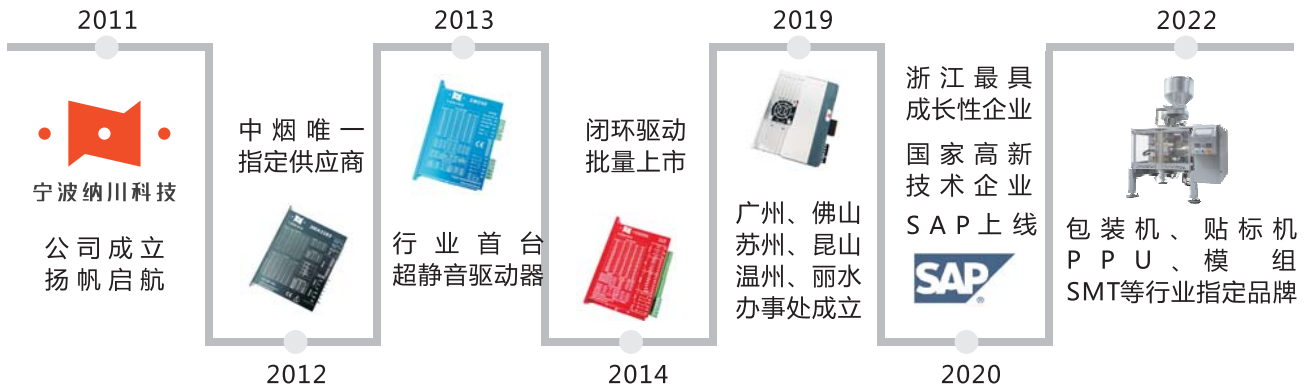 2011
宁波纳川科技
公司成立
扬帆启航
中烟唯一
指定供应商
2012
2013
行业首台
超静音驱动器
闭环驱动
批量上市
2014
2019
广州、佛山
苏州、昆山
温州、丽水
办事处成立
浙江最具
成长性企业
国家高新
技术企业
SAP上线
SAP®
2020
2022
包装机、贴标机
PPU、模组
SMT等行业指定品牌